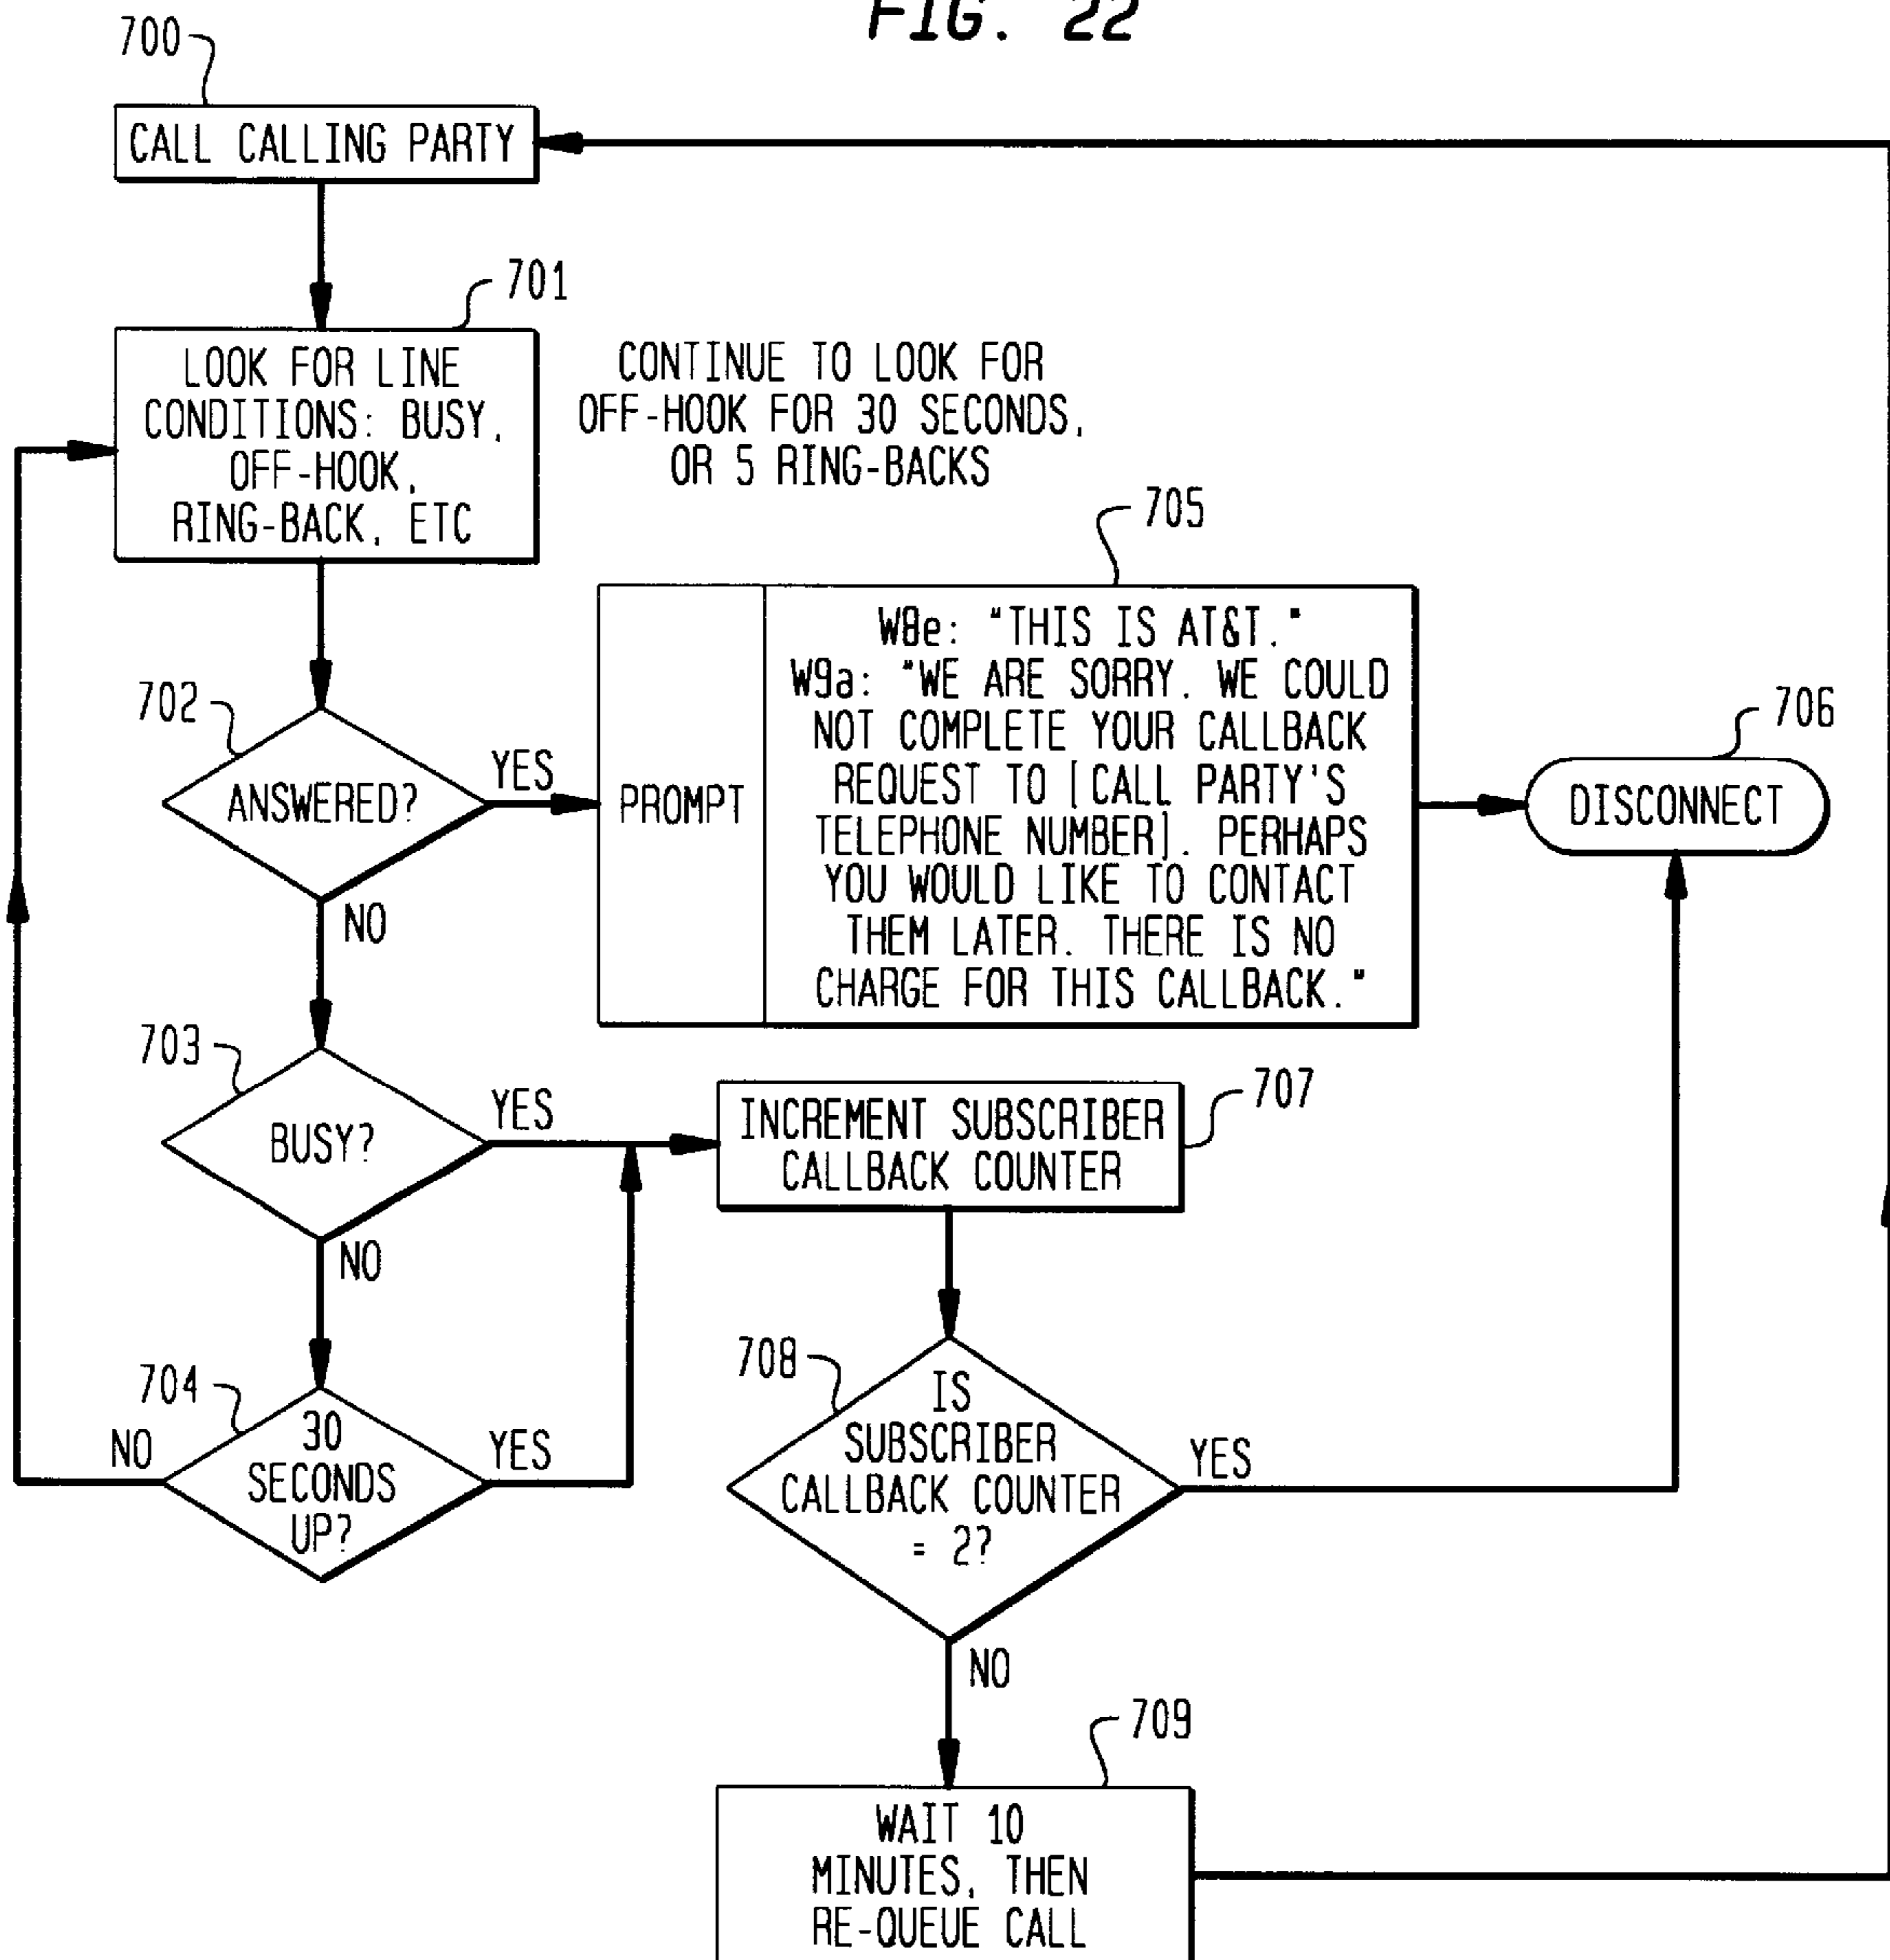 FIG. 22
700
CALL CALLING PARTY
701
LOOK FOR LINE
CONDITIONS: BUSY,
OFF-HOOK,
RING-BACK, ETC
CONTINUE TO LOOK FOR
OFF-HOOK FOR 30 SECONDS,
OR 5 RING-BACKS
702
ANSWERED?
YES
NO
705
PROMPT
W8e: "THIS IS AT&T."
W9a: "WE ARE SORRY. WE COULD
NOT COMPLETE YOUR CALLBACK
REQUEST TO [CALL PARTY'S
TELEPHONE NUMBER]. PERHAPS
YOU WOULD LIKE TO CONTACT
THEM LATER. THERE IS NO
CHARGE FOR THIS CALLBACK."
706
DISCONNECT
703
BUSY?
YES
NO
707
INCREMENT SUBSCRIBER
CALLBACK COUNTER
704
30
SECONDS
UP?
NO
YES
708
IS
SUBSCRIBER
CALLBACK COUNTER
= 2?
YES
NO
709
WAIT 10
MINUTES, THEN
RE-QUEUE CALL